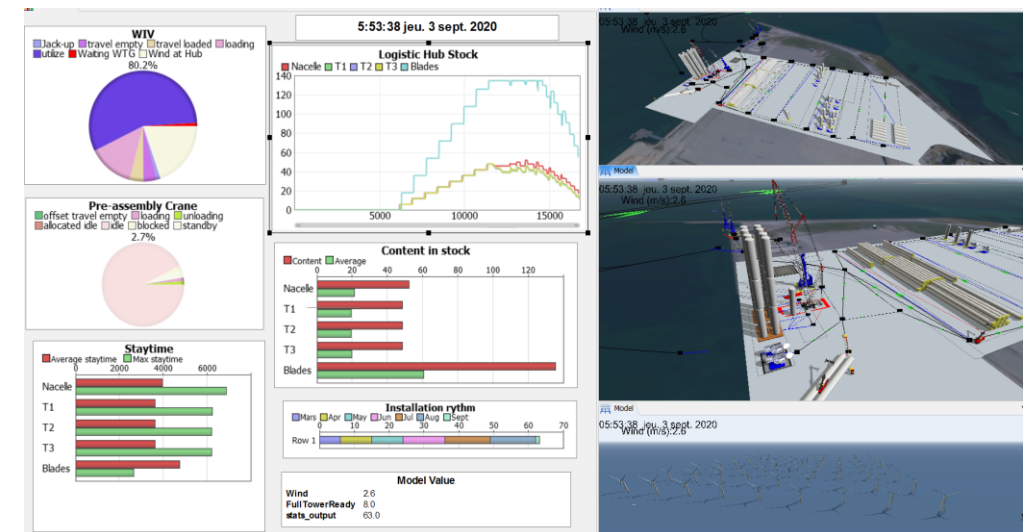 WIV
Jack-up travel empty travel loaded loading
utilize Waiting WTG Wind at Hub
80.2%
Pre-assembly Crane
offset travel empty loading unloading
allocated idle idle blocked standby
2.7%
Staytime
Average staytime Max staytime
0 2000 4000 6000
Nacelle
T1
T2
T3
Blades
5:53:38 jeu. 3 sept. 2020
Logistic Hub Stock
Nacelle T1 T2 T3 Blades
140
120
100
80
60
40
20
0
5000 10000 15000
Content in stock
Content Average
0 20 40 60 80 100 120
Nacelle
T1
T2
T3
Blades
Installation rythm
Mars Apr May Jun Jul Aug Sept
0 10 20 30 40 50 60 70
Row 1
Model Value
Wind 2.6
FullTowerReady 8.0
stats_output 63.0
05:53:38 jeu. 3 sept. 2020
Wind (m/s):2.6
Model
05:53:38 jeu. 3 sept. 2020
Wind (m/s):2.6
Model
05:53:38 jeu. 3 sept. 2020
Wind (m/s):2.6